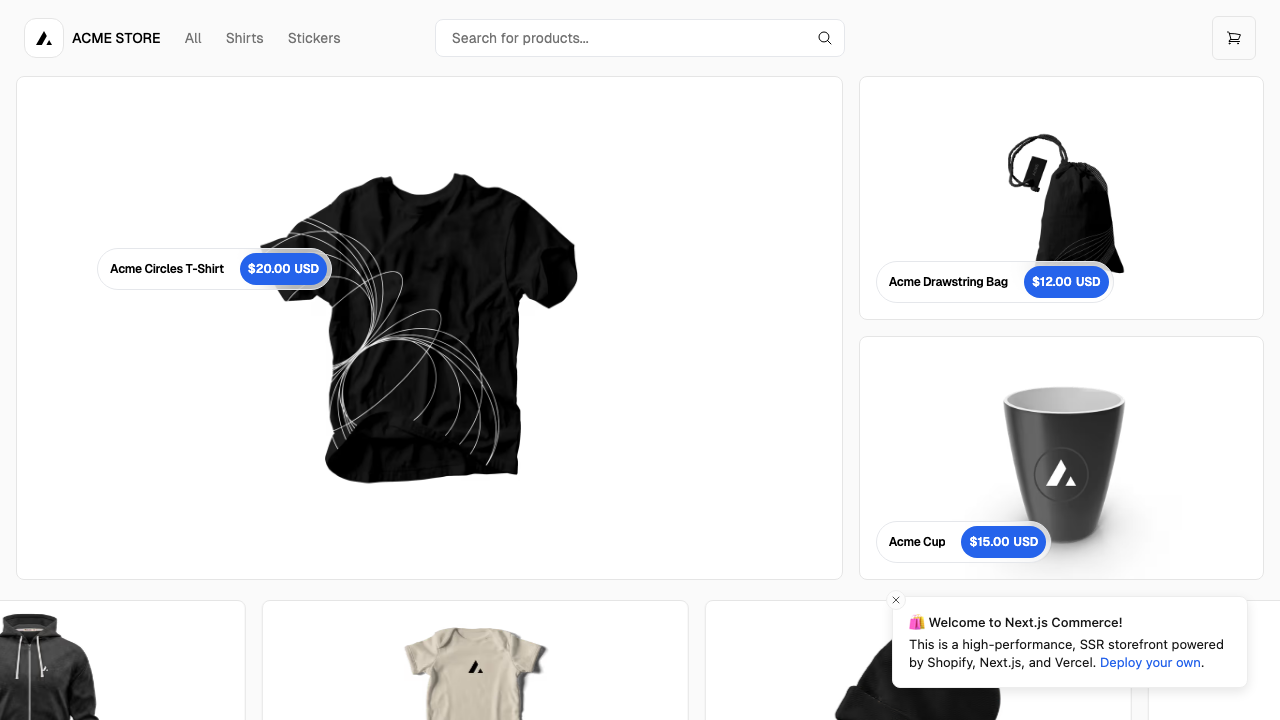 ACME STORE
All
Shirts
Stickers
Search for products...
Acme Circles T-Shirt
$20.00 USD
Acme Drawstring Bag
$12.00 USD
Acme Cup
$15.00 USD
🛍️ Welcome to Next.js Commerce!
This is a high-performance, SSR storefront powered
by Shopify, Next.js, and Vercel. Deploy your own.